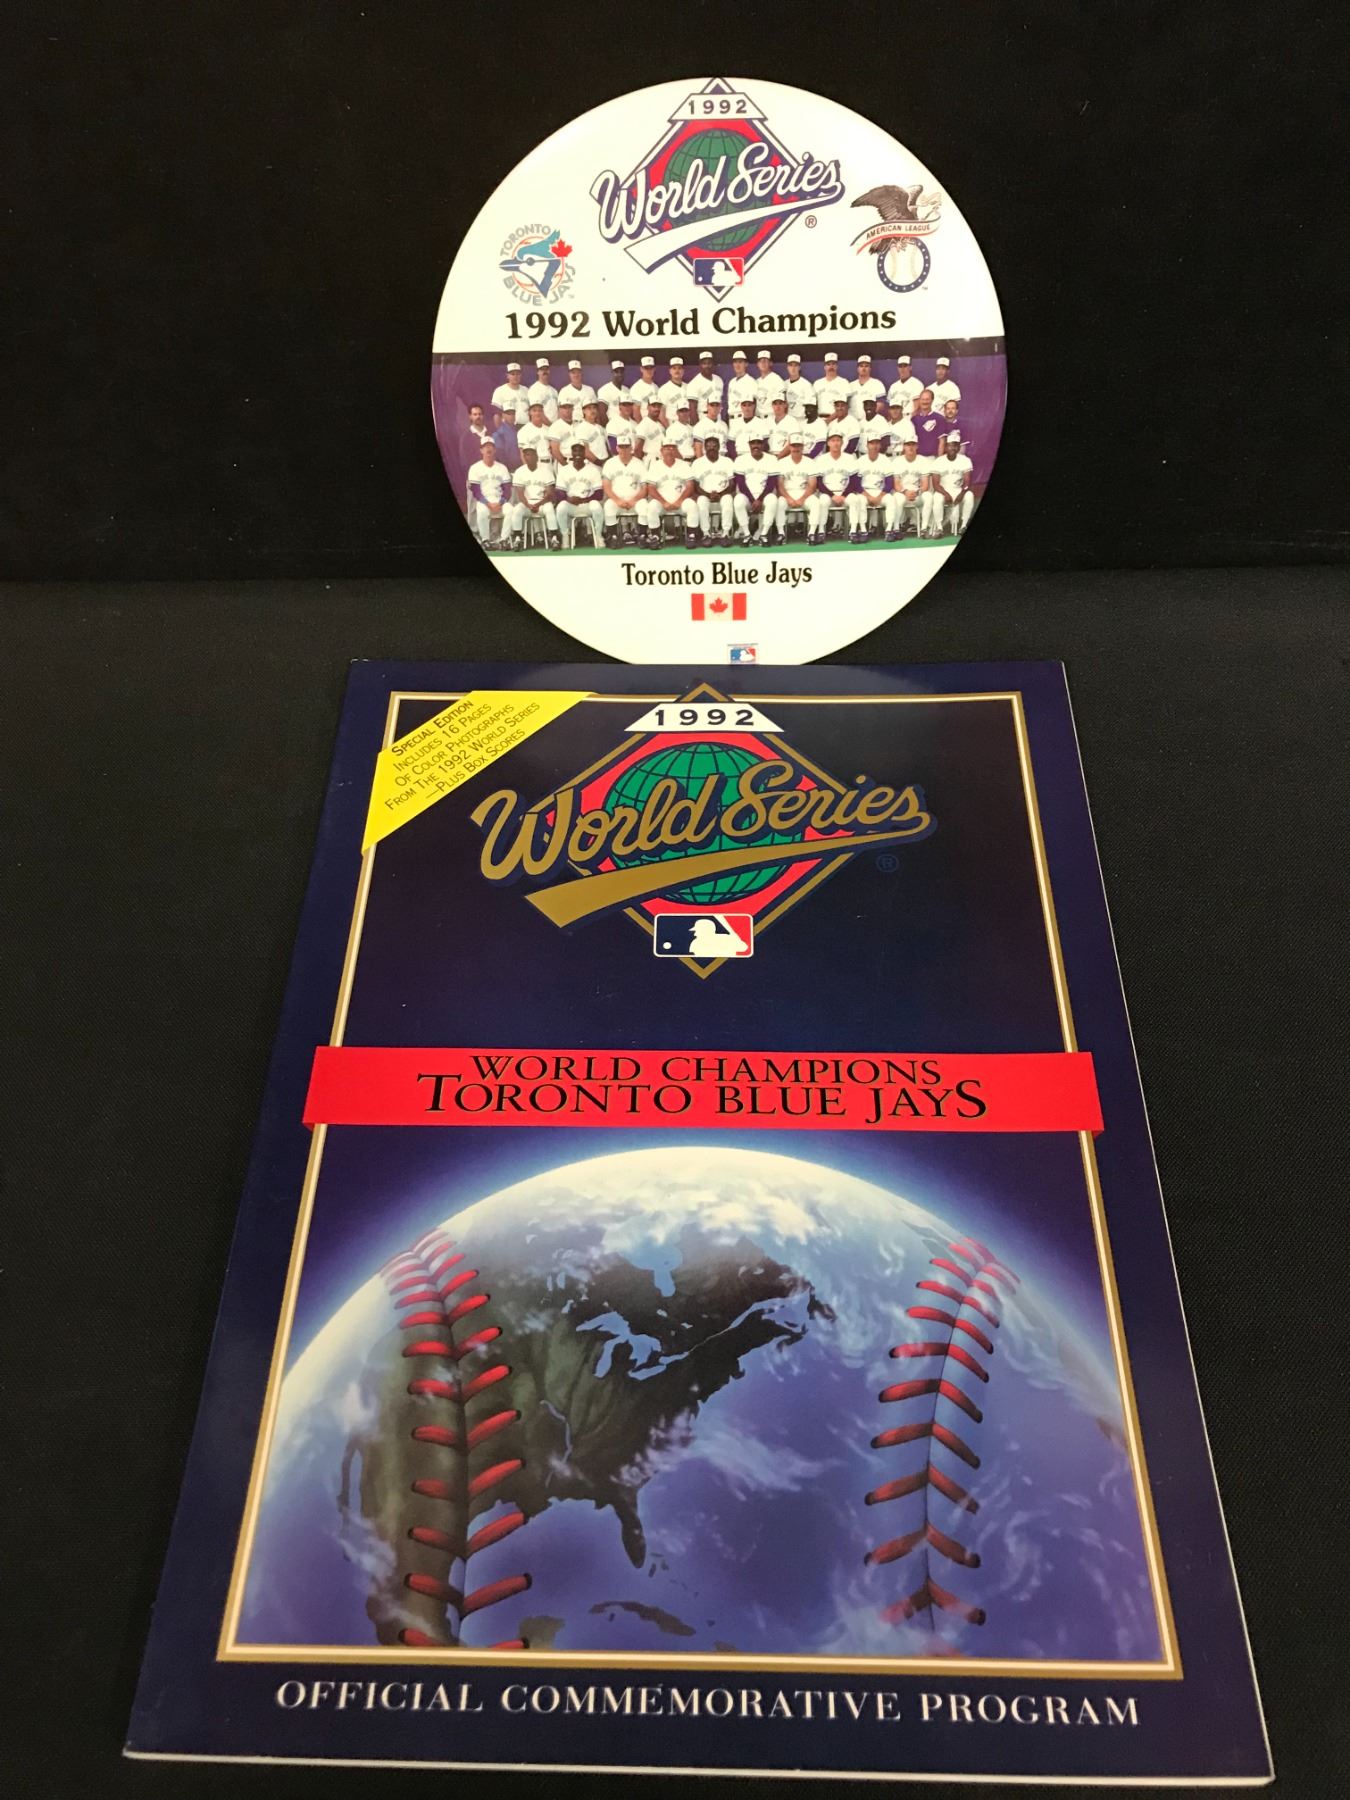 1992
World Series
®
TORONTO
BLUE JAYS
AMERICAN LEAGUE
1992 World Champions
Toronto Blue Jays
SPECIAL EDITION
INCLUDES 16 PAGES
OF COLOR PHOTOGRAPHS
FROM THE 1992 WORLD SERIES
—PLUS BOX SCORES
1992
World Series
®
WORLD CHAMPIONS
TORONTO BLUE JAYS
OFFICIAL COMMEMORATIVE PROGRAM